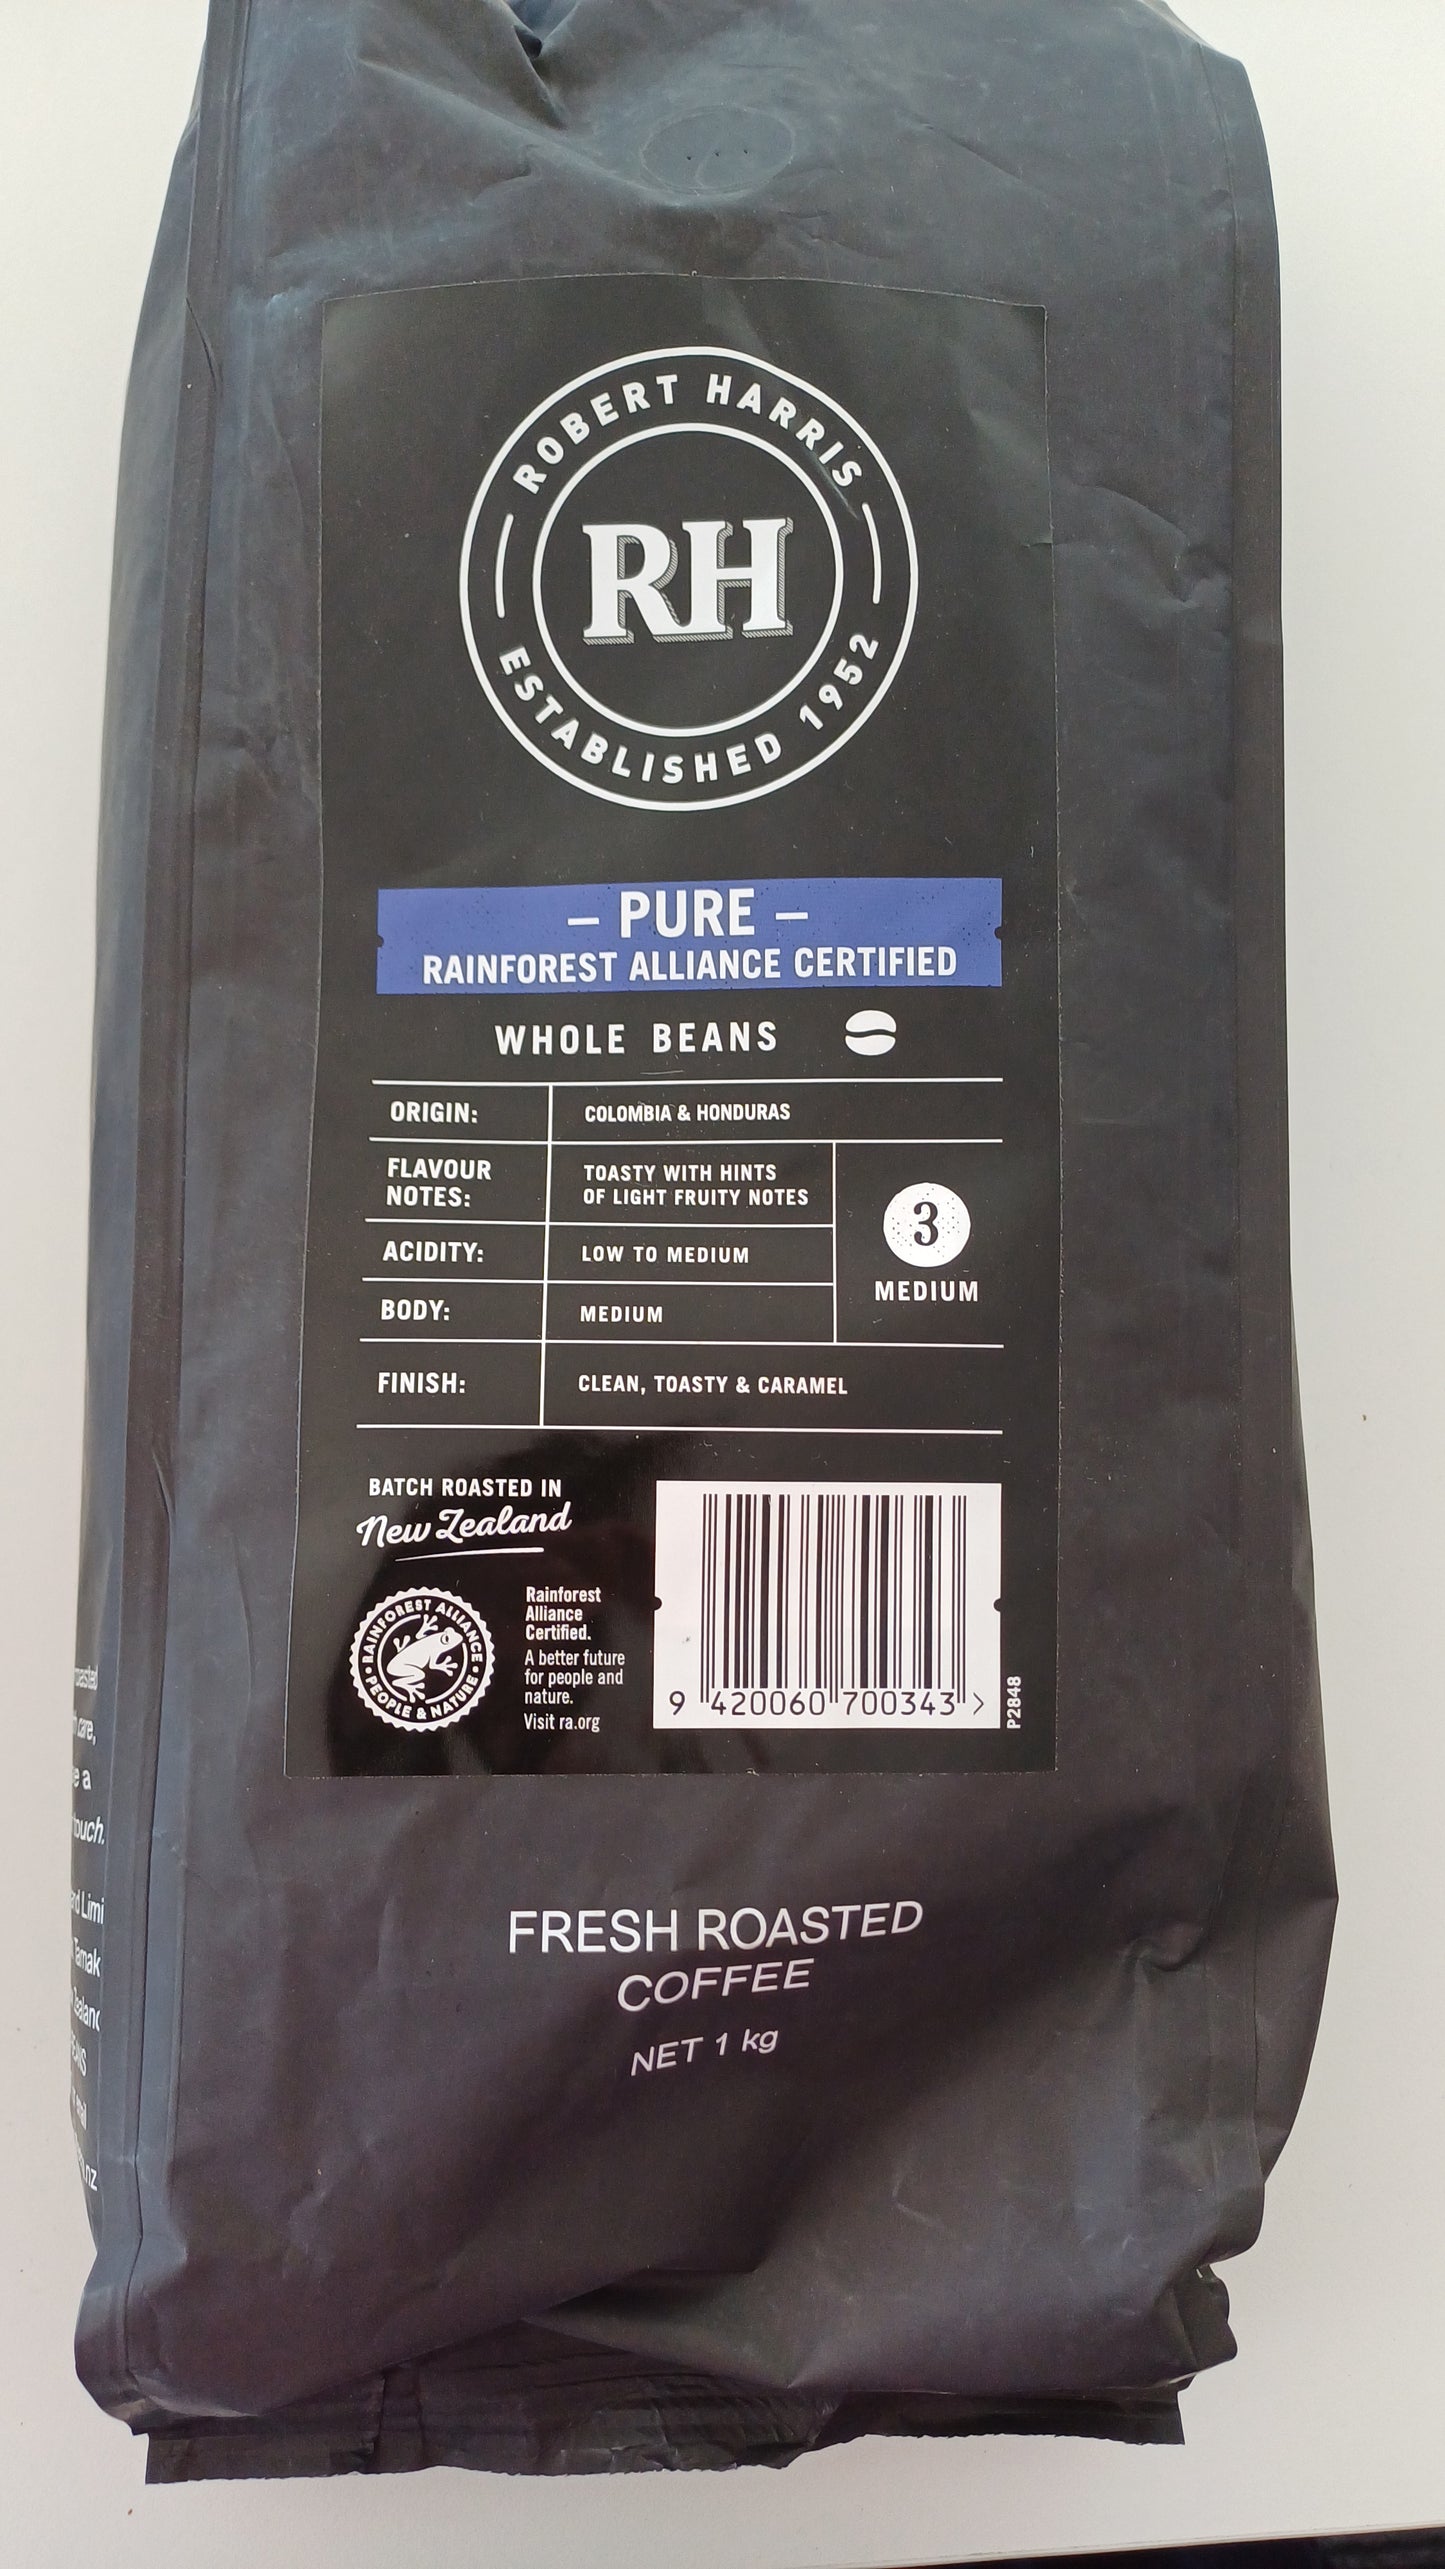 ROBERT HARRIS
RH
ESTABLISHED 1952
– PURE –
RAINFOREST ALLIANCE CERTIFIED
WHOLE BEANS
ORIGIN: COLOMBIA & HONDURAS
FLAVOUR NOTES: TOASTY WITH HINTS
OF LIGHT FRUITY NOTES
3
MEDIUM
ACIDITY: LOW TO MEDIUM
BODY: MEDIUM
FINISH: CLEAN, TOASTY & CARAMEL
BATCH ROASTED IN
New Zealand
RAINFOREST ALLIANCE
PEOPLE & NATURE
Rainforest
Alliance
Certified.
A better future
for people and
nature.
Visit ra.org
9 420060 700343 >
P2848
FRESH ROASTED
COFFEE
NET 1 kg
care,
a
touch.